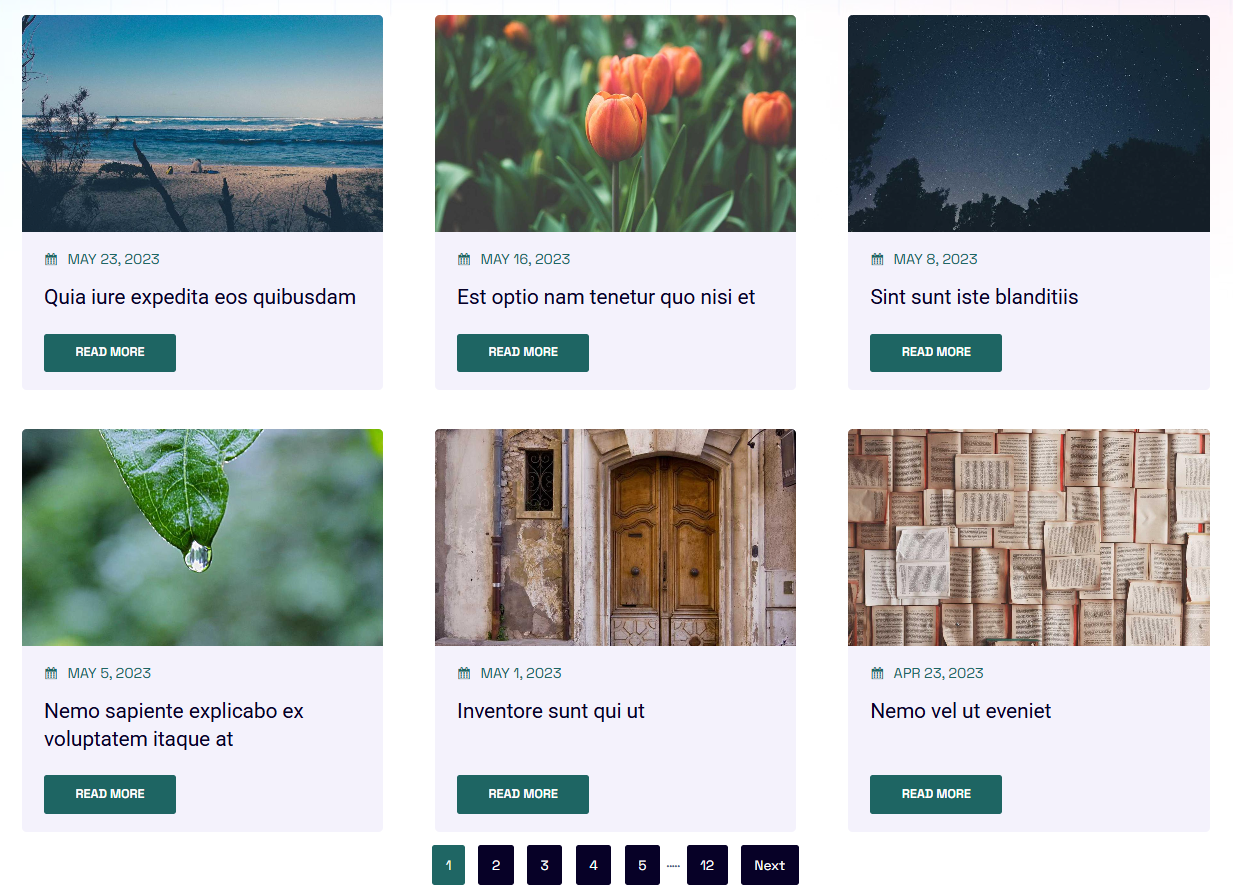 MAY 23, 2023
Quia iure expedita eos quibusdam
READ MORE
MAY 16, 2023
Est optio nam tenetur quo nisi et
READ MORE
MAY 8, 2023
Sint sunt iste blanditiis
READ MORE
MAY 5, 2023
Nemo sapiente explicabo ex
voluptatem itaque at
READ MORE
MAY 1, 2023
Inventore sunt qui ut
READ MORE
APR 23, 2023
Nemo vel ut eveniet
READ MORE
1 2 3 4 5 ····· 12 Next